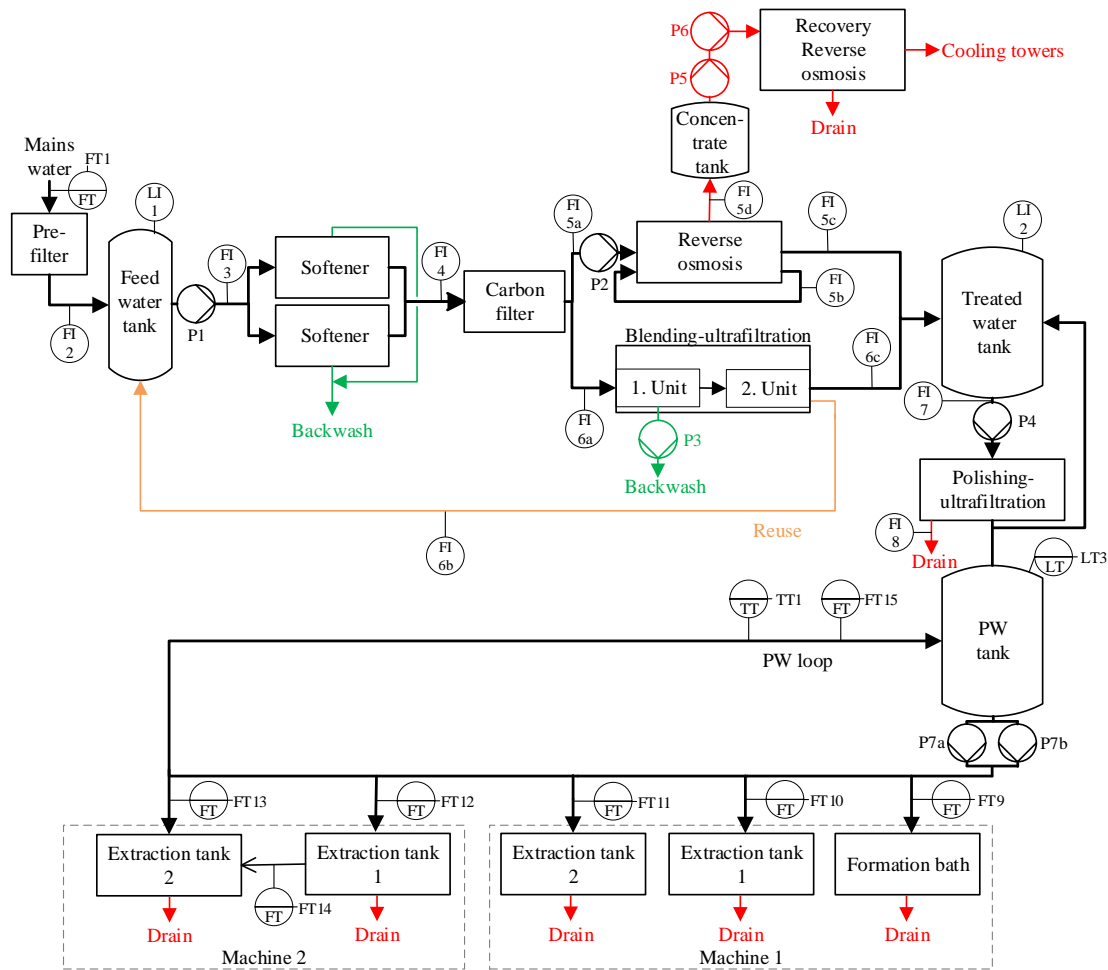 P6
Recovery
Reverse
osmosis
Cooling towers
P5
Drain
Concen-
trate
tank
Mains
water
FT1
FT
LI
1
FI
5a
FI
5d
FI
5c
LI
2
Pre-
filter
FI
3
Softener
FI
4
P2
Reverse
osmosis
FI
5b
Feed
water
tank
P1
Carbon
filter
Treated
water
tank
FI
2
Softener
Blending-ultrafiltration
FI
6c
1. Unit
2. Unit
FI
7
P4
Backwash
FI
6a
P3
Backwash
Polishing-
ultrafiltration
Reuse
FI
6b
FI
8
Drain
LT
LT3
TT
TT1
FT
FT15
PW loop
PW
tank
P7a
P7b
FT
FT13
FT
FT12
FT
FT11
FT
FT10
FT
FT9
Extraction tank
2
Extraction tank
1
Extraction tank
2
Extraction tank
1
Formation bath
FT
FT14
Drain
Drain
Drain
Drain
Drain
Machine 2
Machine 1